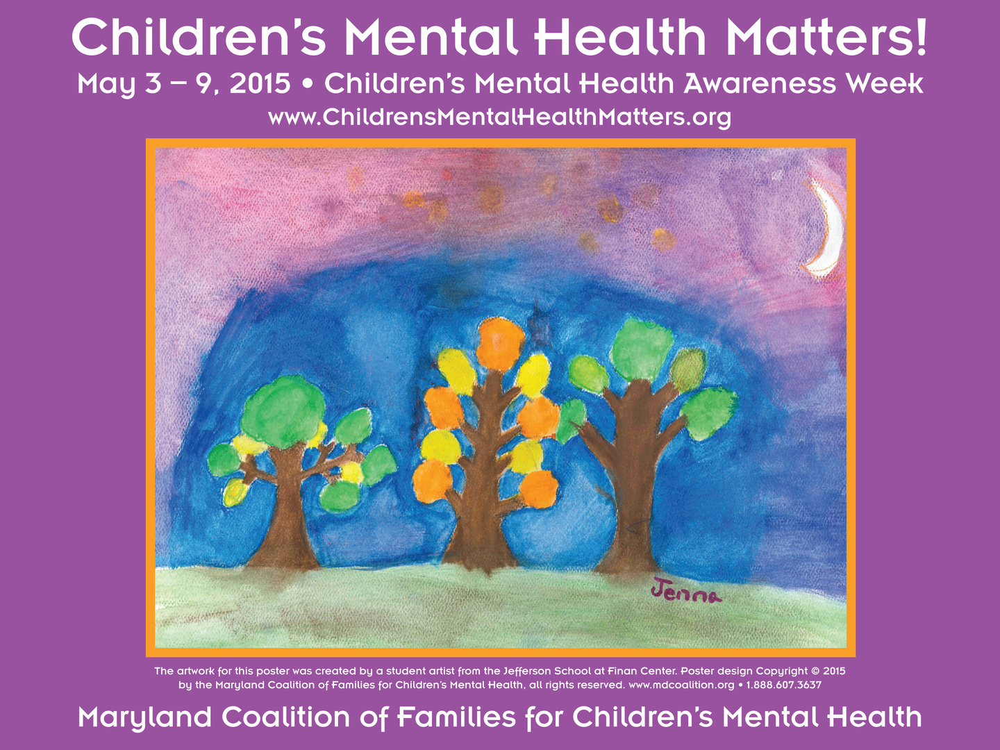 Children's Mental Health Matters!
May 3 – 9, 2015 • Children's Mental Health Awareness Week
www.ChildrensMentalHealthMatters.org
Jenna
The artwork for this poster was created by a student artist from the Jefferson School at Finan Center. Poster design Copyright © 2015
by the Maryland Coalition of Families for Children's Mental Health, all rights reserved. www.mdcoalition.org • 1.888.607.3637
Maryland Coalition of Families for Children's Mental Health